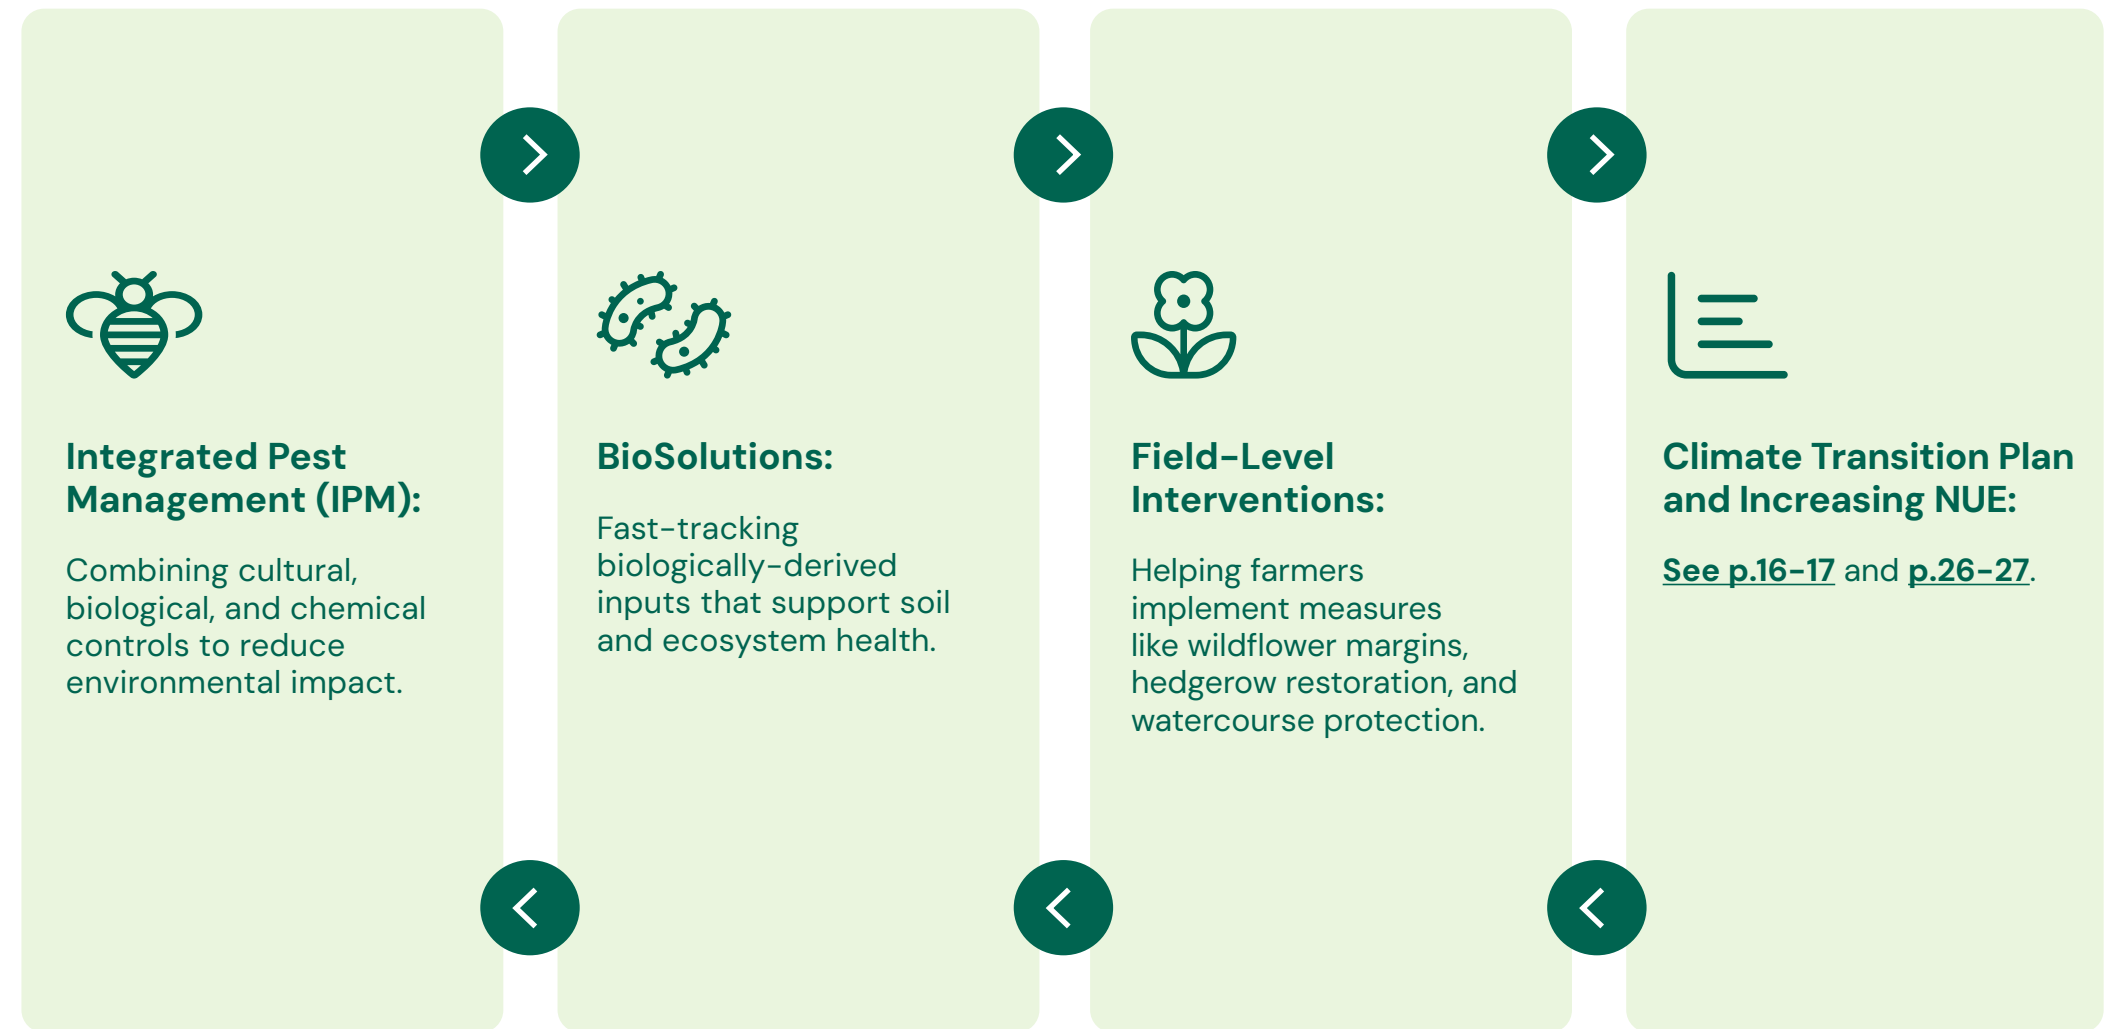 Integrated Pest
Management (IPM):
Combining cultural,
biological, and chemical
controls to reduce
environmental impact.
BioSolutions:
Fast-tracking
biologically-derived
inputs that support soil
and ecosystem health.
Field-Level
Interventions:
Helping farmers
implement measures
like wildflower margins,
hedgerow restoration, and
watercourse protection.
Climate Transition Plan
and Increasing NUE:
See p.16-17 and p.26-27.